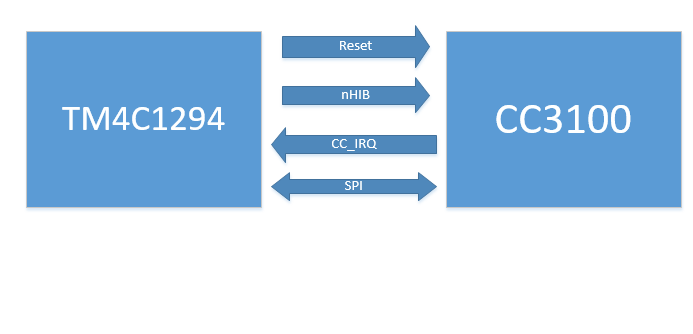 TM4C1294
Reset
nHIB
CC_IRQ
SPI
CC3100